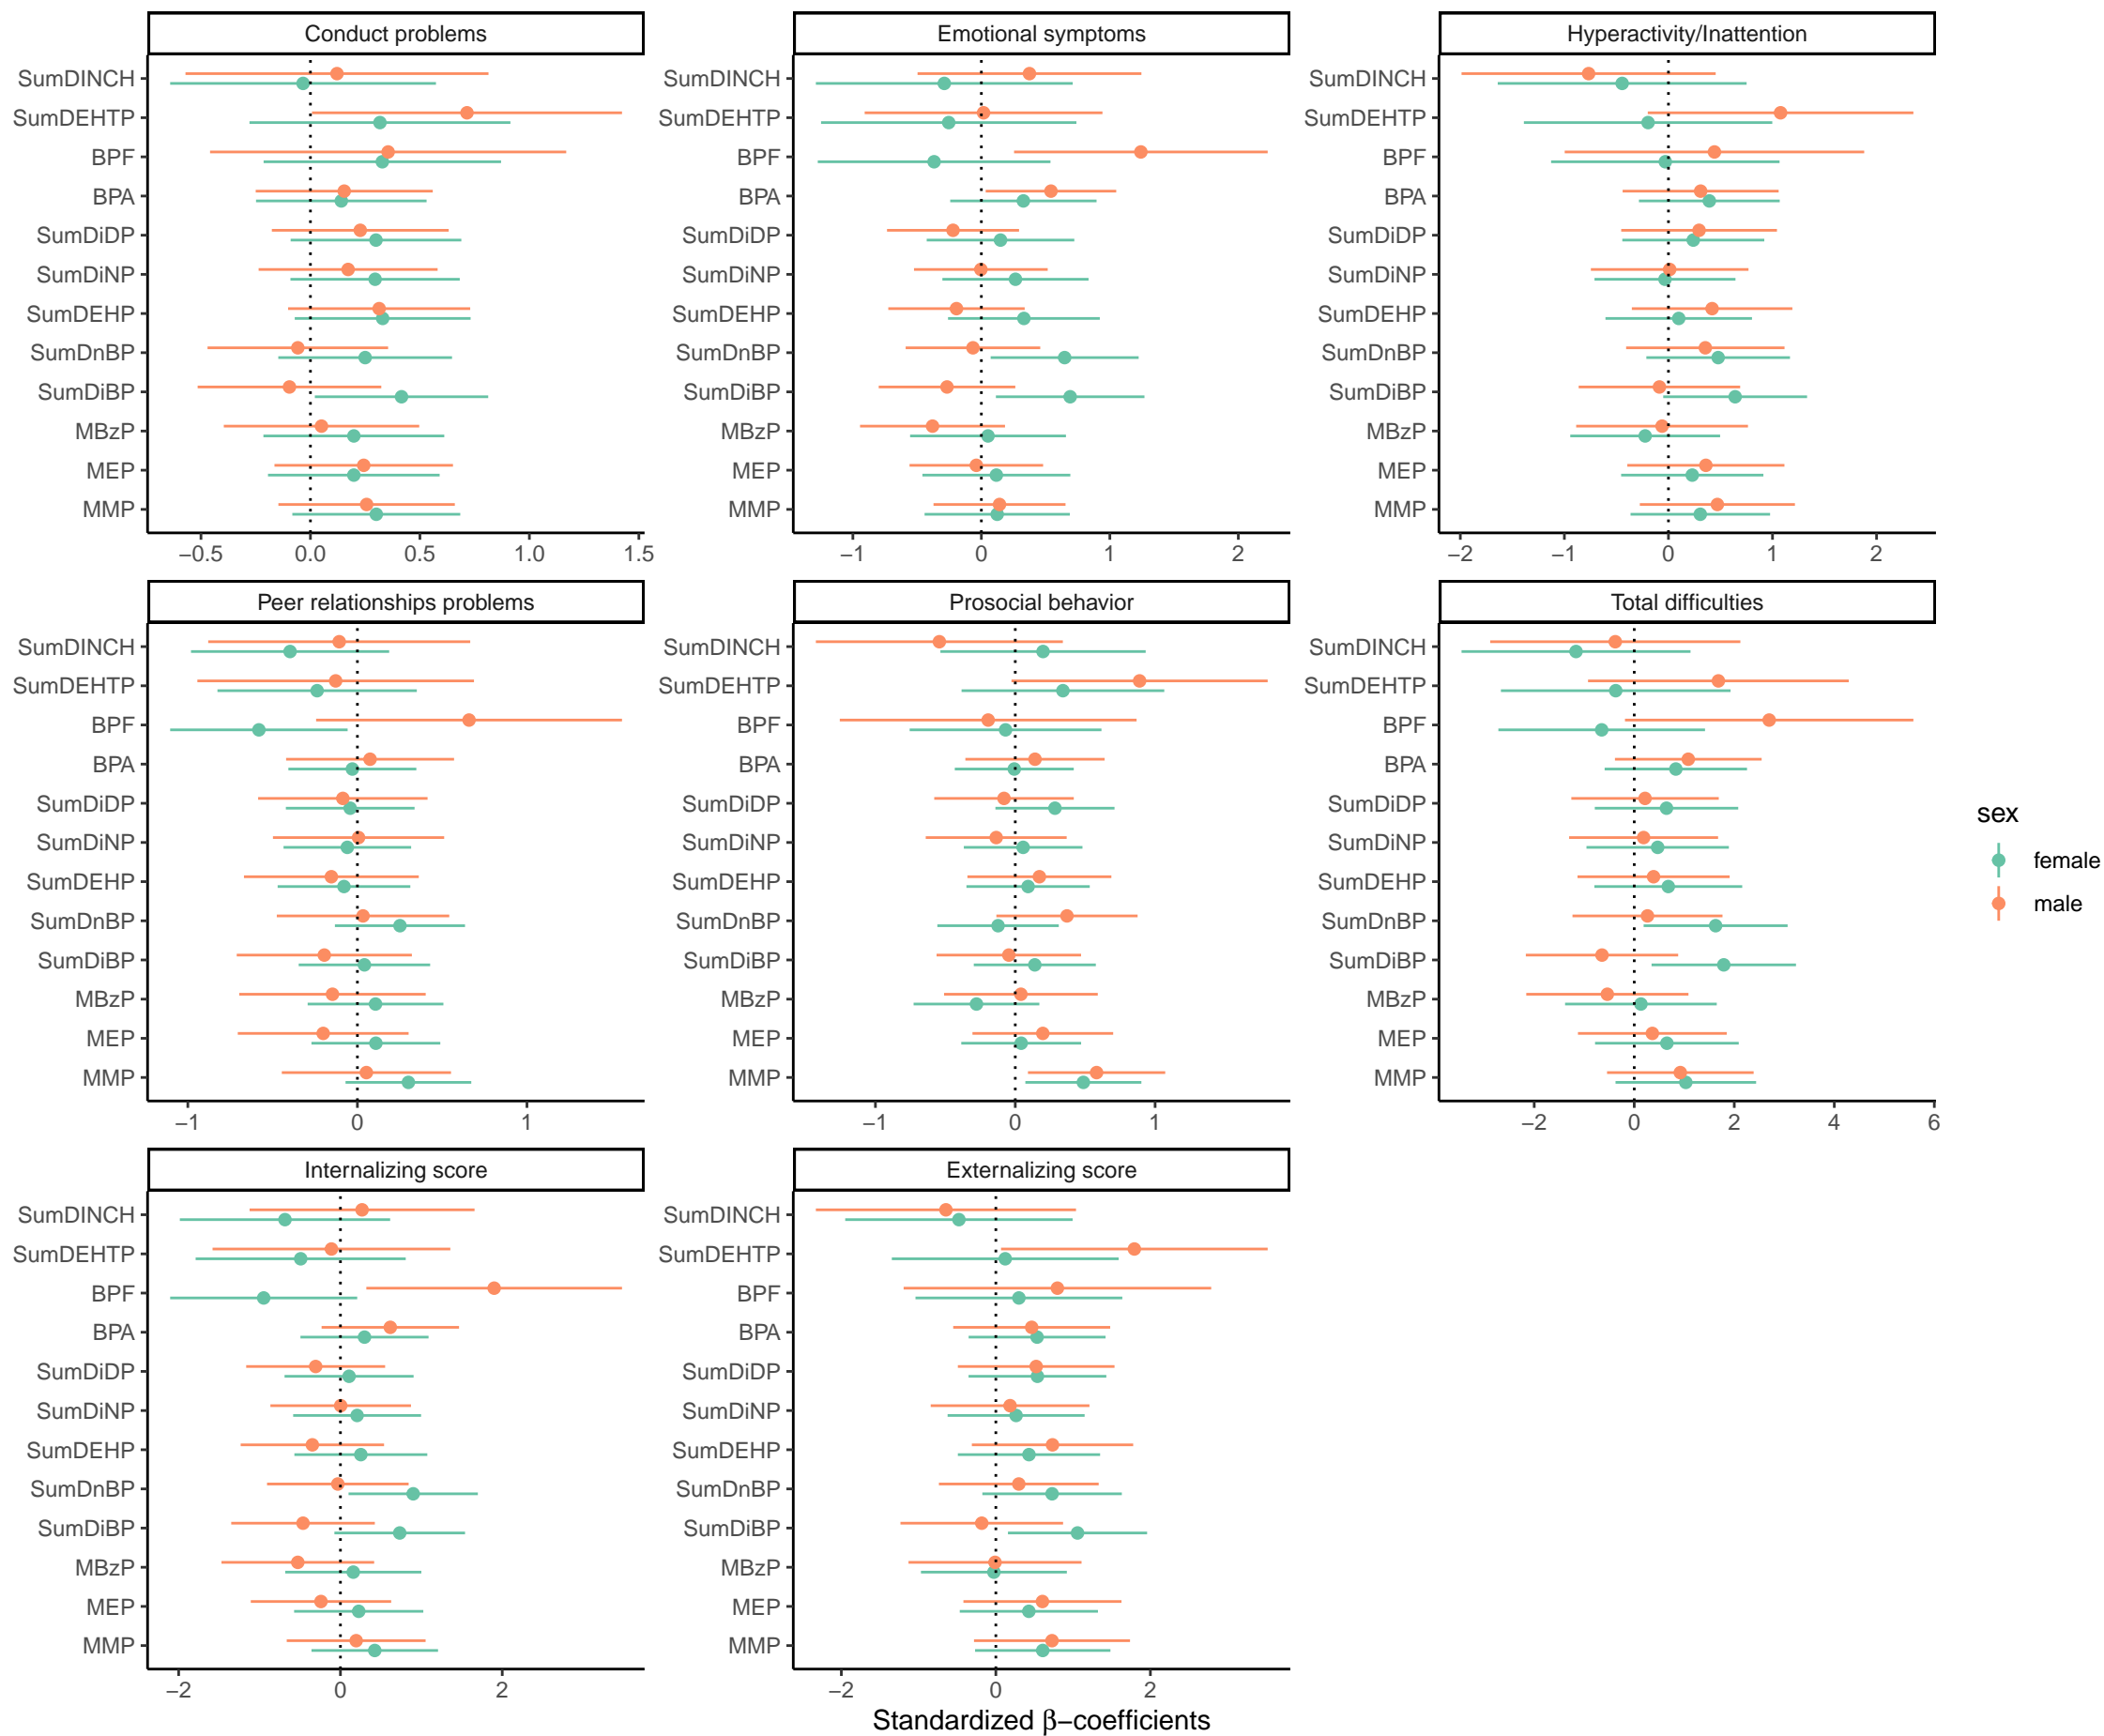 Conduct problems
SumDINCH
SumDEHTP
BPF
BPA
SumDiDP
SumDiNP
SumDEHP
SumDnBP
SumDiBP
MBzP
MEP
MMP
−0.5 0.0 0.5 1.0 1.5
Emotional symptoms
SumDINCH
SumDEHTP
BPF
BPA
SumDiDP
SumDiNP
SumDEHP
SumDnBP
SumDiBP
MBzP
MEP
MMP
−1 0 1 2
Hyperactivity/Inattention
SumDINCH
SumDEHTP
BPF
BPA
SumDiDP
SumDiNP
SumDEHP
SumDnBP
SumDiBP
MBzP
MEP
MMP
−2 −1 0 1 2
Peer relationships problems
SumDINCH
SumDEHTP
BPF
BPA
SumDiDP
SumDiNP
SumDEHP
SumDnBP
SumDiBP
MBzP
MEP
MMP
−1 0 1
Prosocial behavior
SumDINCH
SumDEHTP
BPF
BPA
SumDiDP
SumDiNP
SumDEHP
SumDnBP
SumDiBP
MBzP
MEP
MMP
−1 0 1
Total difficulties
SumDINCH
SumDEHTP
BPF
BPA
SumDiDP
SumDiNP
SumDEHP
SumDnBP
SumDiBP
MBzP
MEP
MMP
−2 0 2 4 6
Internalizing score
SumDINCH
SumDEHTP
BPF
BPA
SumDiDP
SumDiNP
SumDEHP
SumDnBP
SumDiBP
MBzP
MEP
MMP
−2 0 2
Externalizing score
SumDINCH
SumDEHTP
BPF
BPA
SumDiDP
SumDiNP
SumDEHP
SumDnBP
SumDiBP
MBzP
MEP
MMP
−2 0 2
Standardized β−coefficients
sex
female
male